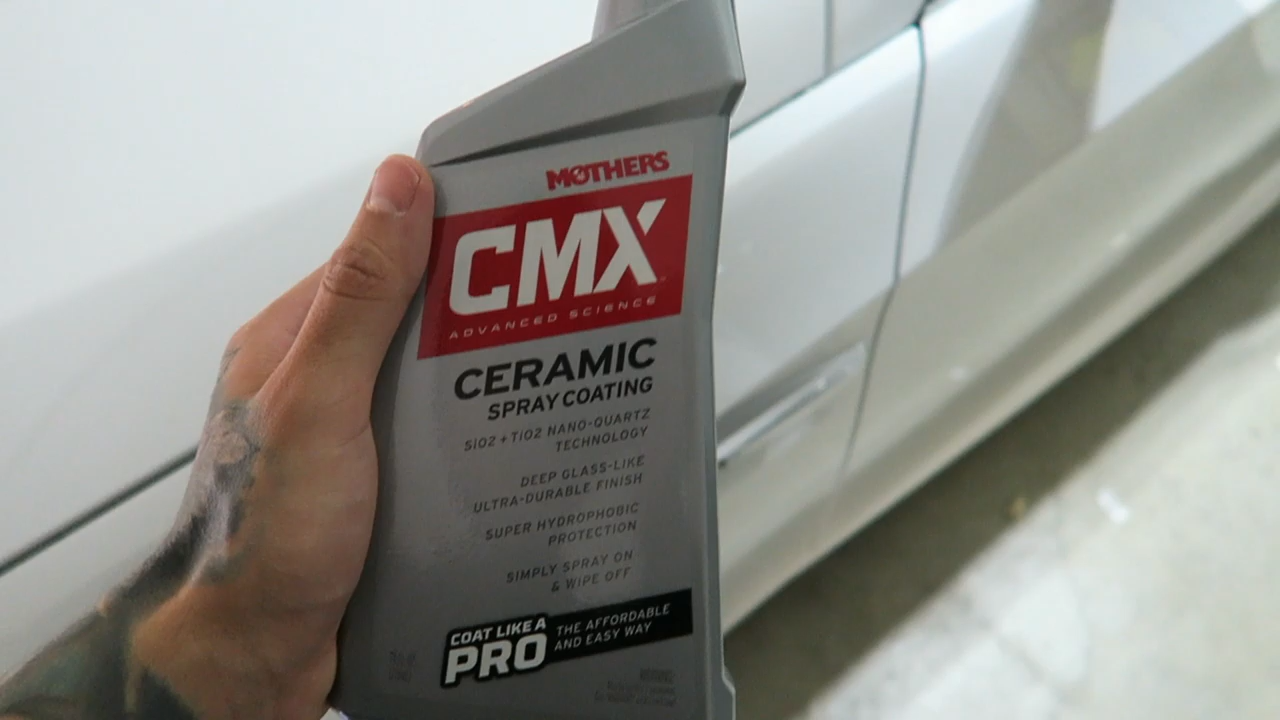 MOTHERS
CMX
ADVANCED SCIENCE
CERAMIC
SPRAY COATING
SiO2 + TiO2 NANO-QUARTZ
TECHNOLOGY
DEEP GLASS-LIKE
ULTRA-DURABLE FINISH
SUPER HYDROPHOBIC
PROTECTION
SIMPLY SPRAY ON
& WIPE OFF
COAT LIKE A
PRO
THE AFFORDABLE
AND EASY WAY